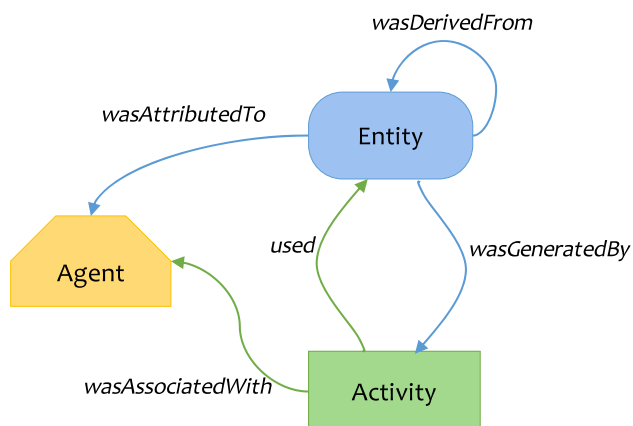 wasDerivedFrom
wasAttributedTo
Entity
used
wasGeneratedBy
Agent
wasAssociatedWith
Activity